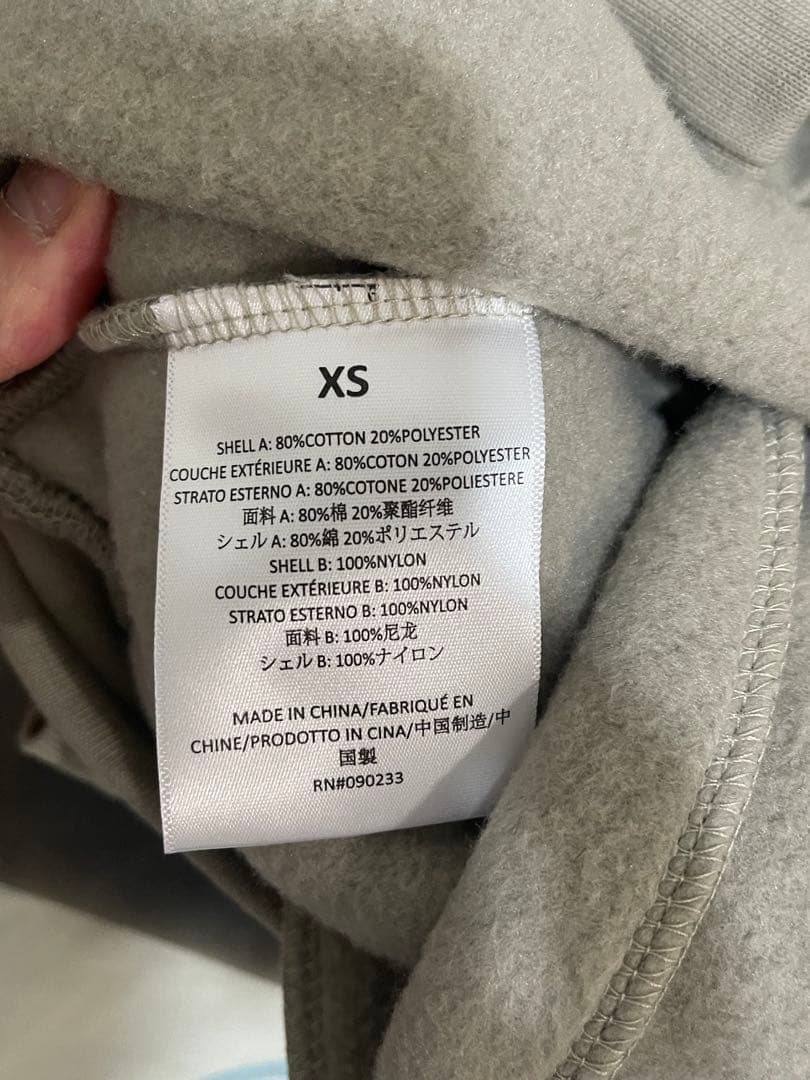 XS
SHELL A: 80%COTTON 20%POLYESTER
COUCHE EXTÉRIEURE A: 80%COTON 20%POLYESTER
STRATO ESTERNO A: 80%COTONE 20%POLIESTERE
面料 A: 80%棉 20%聚酯纤维
シェル A: 80%綿 20%ポリエステル
SHELL B: 100%NYLON
COUCHE EXTÉRIEURE B: 100%NYLON
STRATO ESTERNO B: 100%NYLON
面料 B: 100%尼龙
シェル B: 100%ナイロン
MADE IN CHINA/FABRIQUÉ EN
CHINE/PRODOTTO IN CINA/中国制造/中
国製
RN#090233